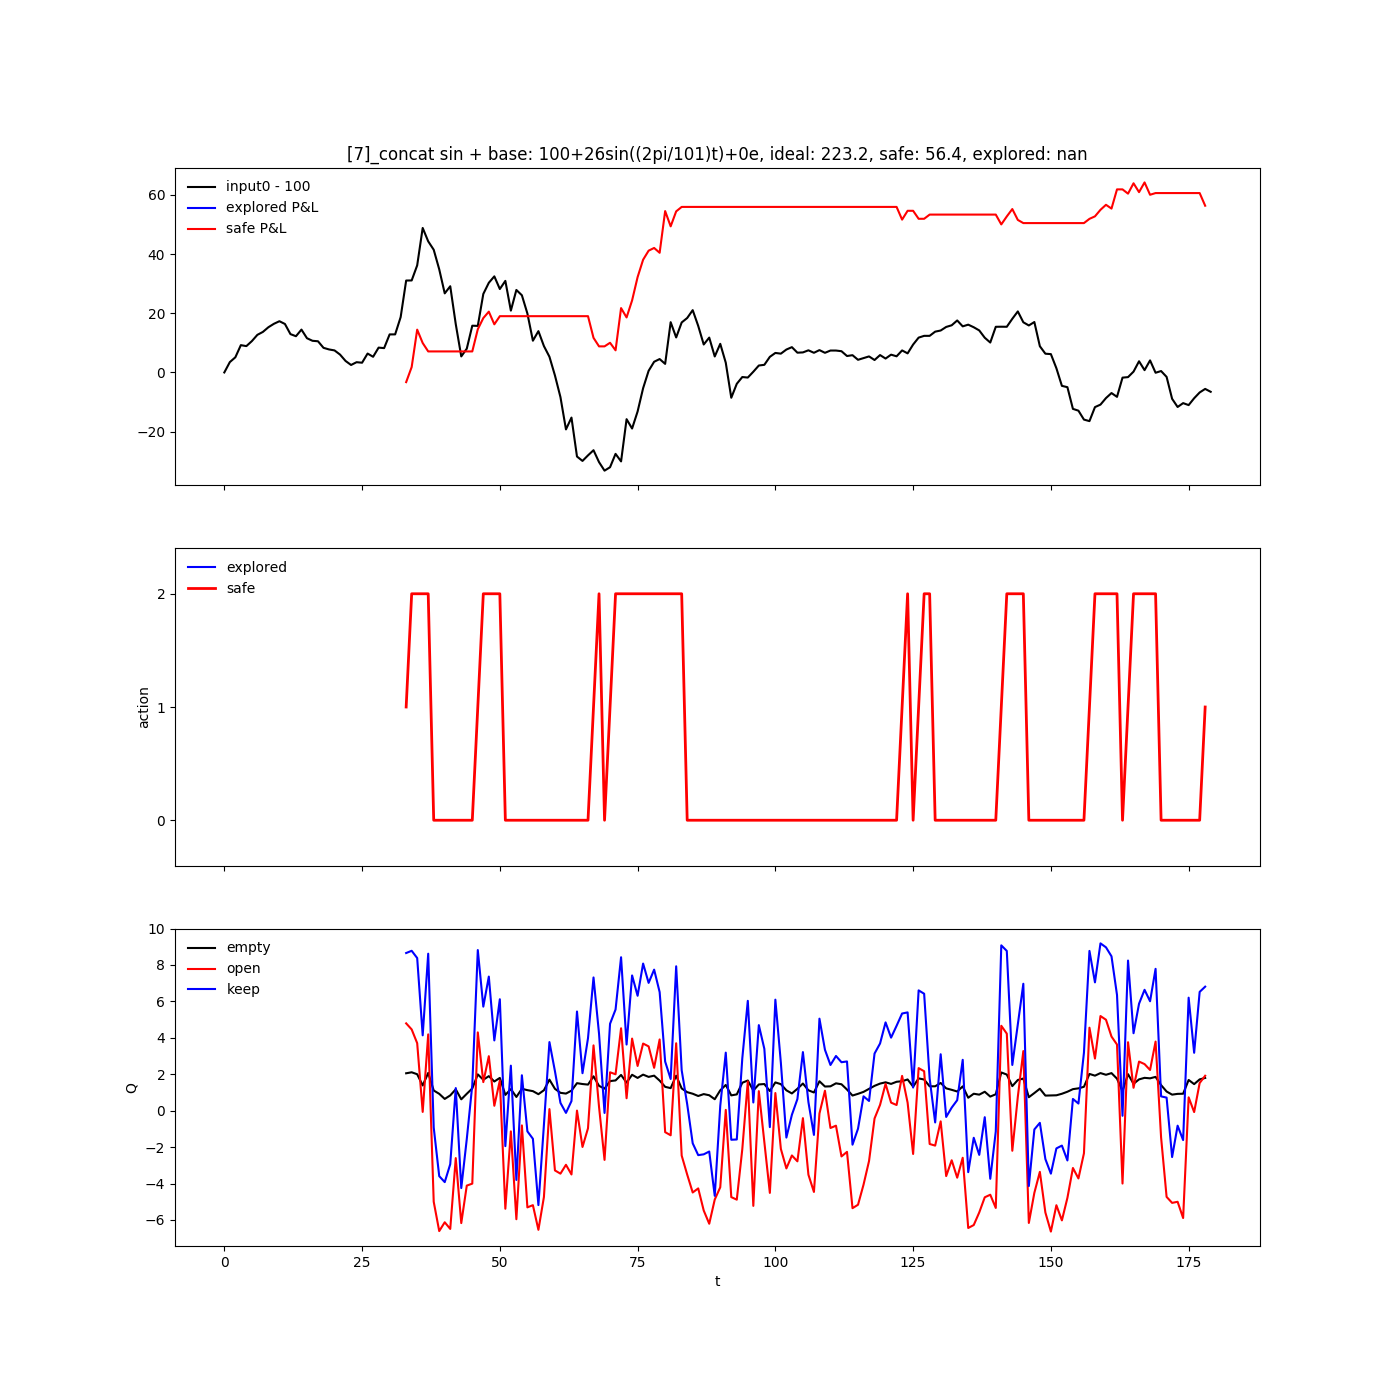 [7]_concat sin + base: 100+26sin((2pi/101)t)+0e, ideal: 223.2, safe: 56.4, explored: nan
input0 - 100
explored P&L
safe P&L
60
40
20
0
−20
explored
safe
2
1
0
action
empty
open
keep
10
8
6
4
2
0
−2
−4
−6
Q
0 25 50 75 100 125 150 175
t